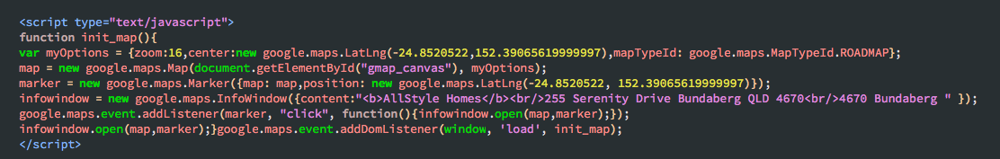 <script type="text/javascript">
function init_map(){
var myOptions = {zoom:16,center:new google.maps.LatLng(-24.8520522,152.39065619999997),mapTypeId: google.maps.MapTypeId.ROADMAP};
map = new google.maps.Map(document.getElementById("gmap_canvas"), myOptions);
marker = new google.maps.Marker({map: map,position: new google.maps.LatLng(-24.8520522, 152.39065619999997)});
infowindow = new google.maps.InfoWindow({content:"<b>AllStyle Homes</b><br/>255 Serenity Drive Bundaberg QLD 4670<br/>4670 Bundaberg " });
google.maps.event.addListener(marker, "click", function(){infowindow.open(map,marker);});
infowindow.open(map,marker);}google.maps.event.addDomListener(window, 'load', init_map);
</script>